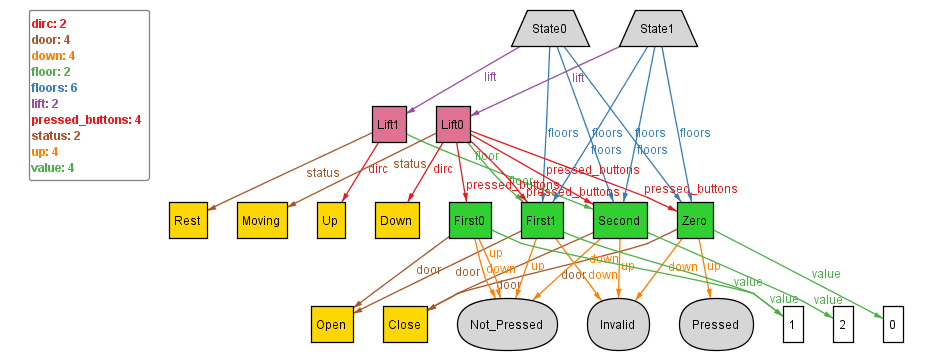 dirc: 2
door: 4
down: 4
floor: 2
floors: 6
lift: 2
pressed_buttons: 4
status: 2
up: 4
value: 4
State0
State1
lift
lift
Lift1
Lift0
floors
floors
floors
floors
floors
floors
floor
status
status
dirc
dirc
floor
pressed_buttons
pressed_buttons
pressed_buttons
pressed_buttons
Rest
Moving
Up
Down
First0
First1
Second
Zero
up
down
up
down
down
up
down
up
door
door
door
door
value
value
value
value
Open
Close
Not_Pressed
Invalid
Pressed
1
2
0